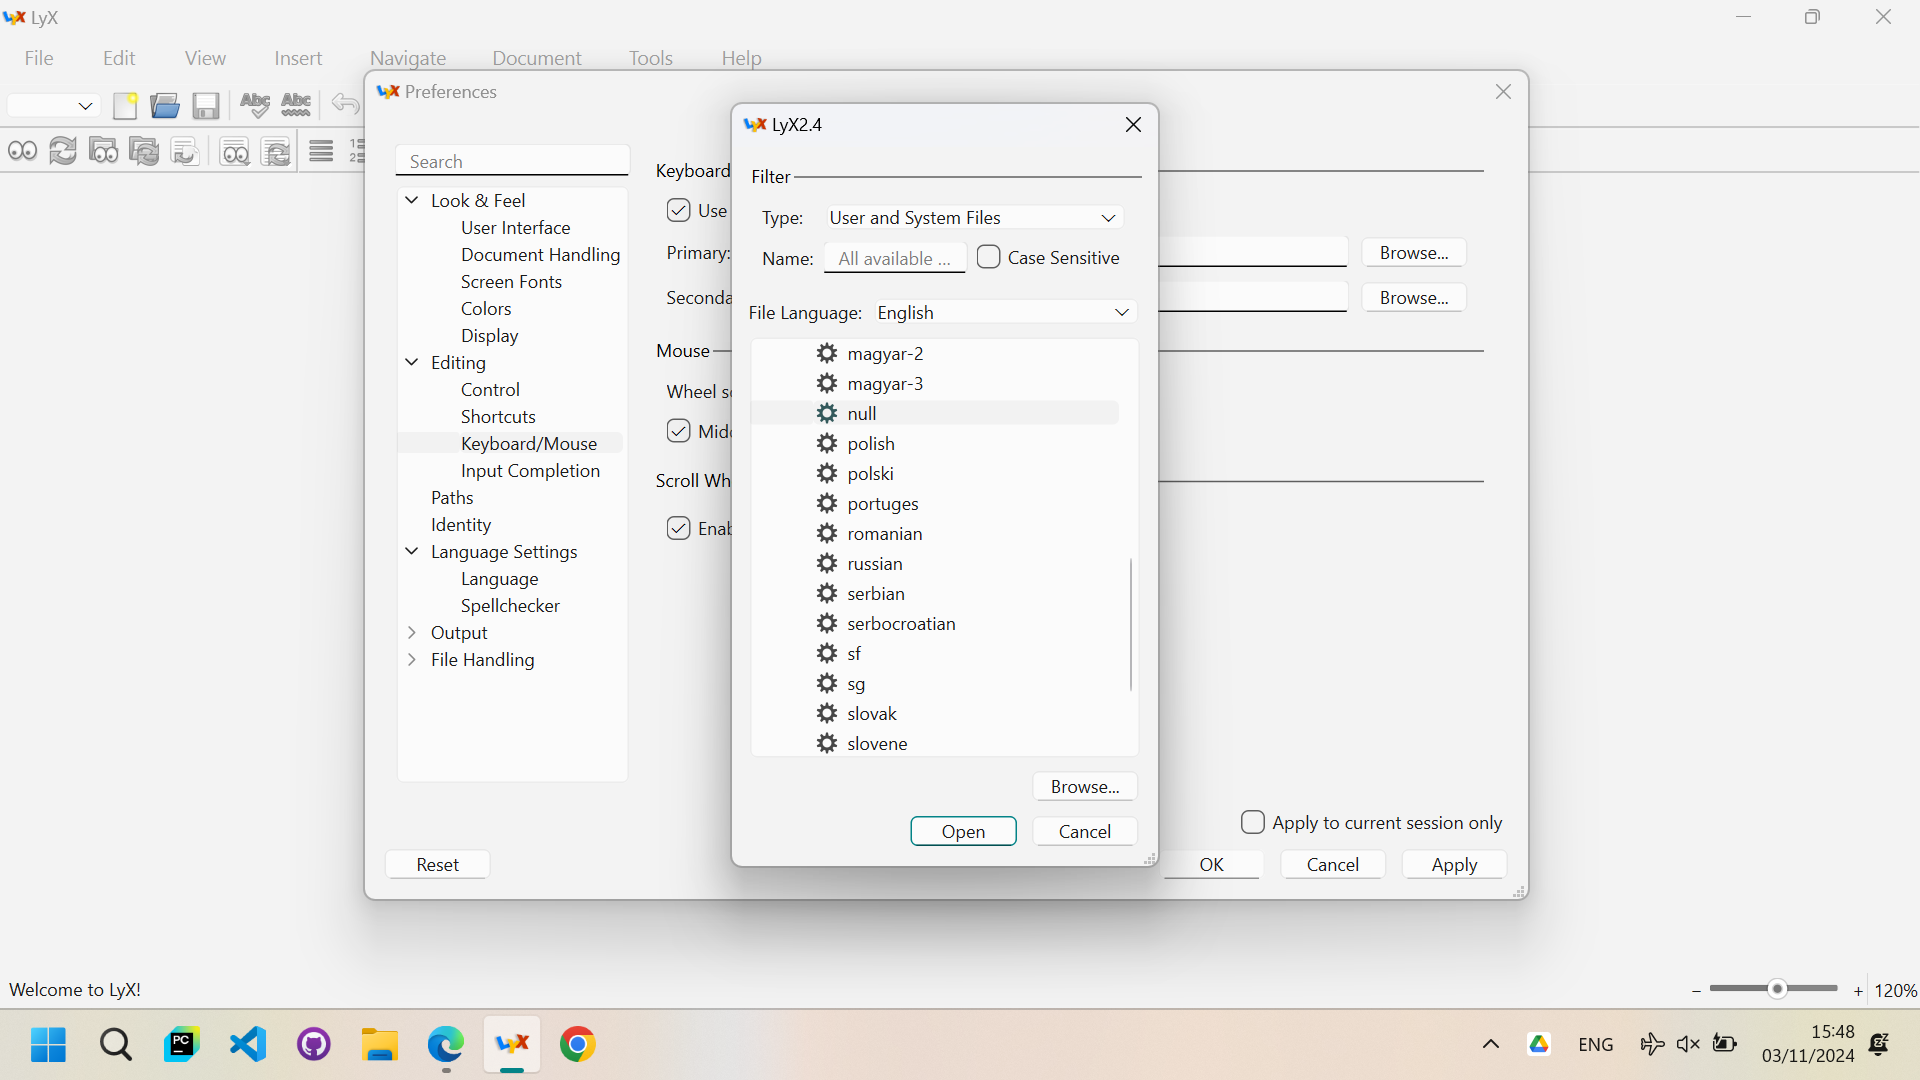 LyX
File Edit View Insert Navigate Document Tools Help
Preferences
LyX2.4
Search
Look & Feel
User Interface
Document Handling
Screen Fonts
Colors
Display
Editing
Control
Shortcuts
Keyboard/Mouse
Input Completion
Paths
Identity
Language Settings
Language
Spellchecker
Output
File Handling
Reset
Keyboard
Use
Primary:
Browse...
Browse...
Mouse
Wheel
Scroll
Filter
Type: User and System Files
Name: All available ... Case Sensitive
File Language: English
magyar-2
magyar-3
null
polish
polski
portuges
romanian
russian
serbian
serbocroatian
sf
sg
slovak
slovene
Browse...
Open Cancel
Apply to current session only
OK Cancel Apply
Welcome to LyX!
120%
PC
ENG
15:48
03/11/2024